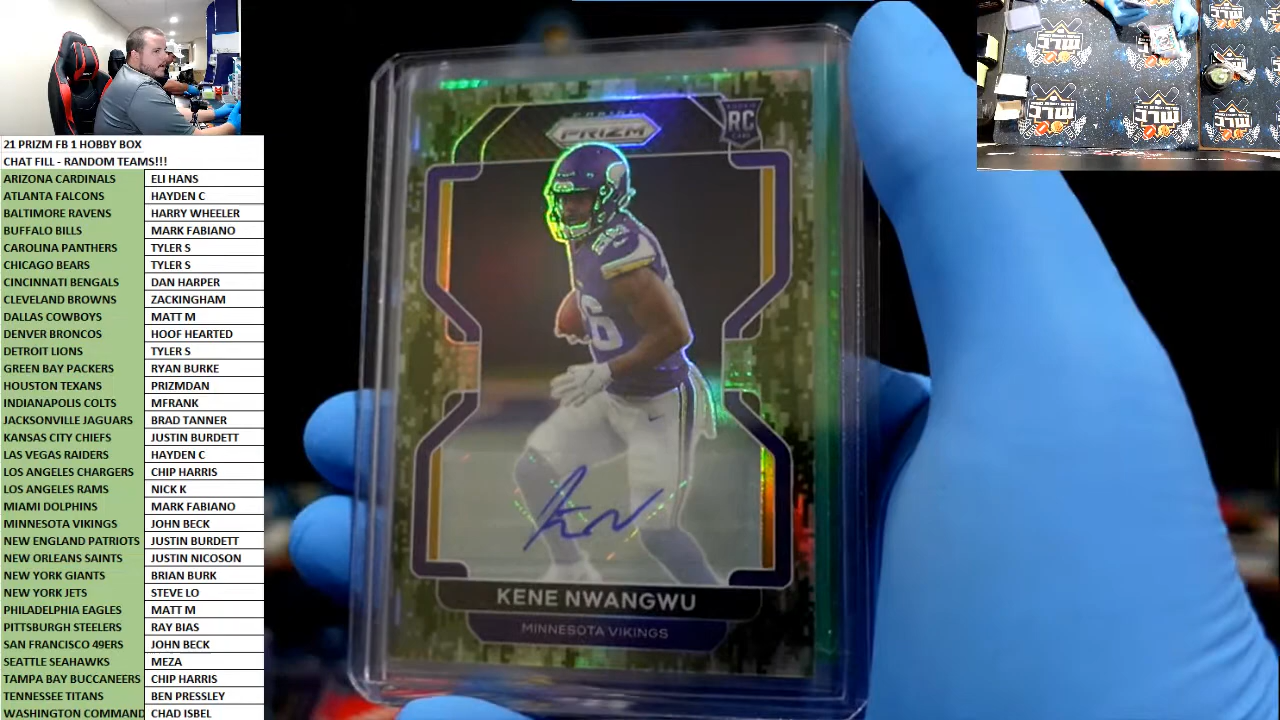 21 PRIZM FB 1 HOBBY BOX
CHAT FILL - RANDOM TEAMS!!!
ARIZONA CARDINALS ELI HANS
ATLANTA FALCONS HAYDEN C
BALTIMORE RAVENS HARRY WHEELER
BUFFALO BILLS MARK FABIANO
CAROLINA PANTHERS TYLER S
CHICAGO BEARS TYLER S
CINCINNATI BENGALS DAN HARPER
CLEVELAND BROWNS ZACKINGHAM
DALLAS COWBOYS MATT M
DENVER BRONCOS HOOF HEARTED
DETROIT LIONS TYLER S
GREEN BAY PACKERS RYAN BURKE
HOUSTON TEXANS PRIZMDAN
INDIANAPOLIS COLTS MFRANK
JACKSONVILLE JAGUARS BRAD TANNER
KANSAS CITY CHIEFS JUSTIN BURDETT
LAS VEGAS RAIDERS HAYDEN C
LOS ANGELES CHARGERS CHIP HARRIS
LOS ANGELES RAMS NICK K
MIAMI DOLPHINS MARK FABIANO
MINNESOTA VIKINGS JOHN BECK
NEW ENGLAND PATRIOTS JUSTIN BURDETT
NEW ORLEANS SAINTS JUSTIN NICOSON
NEW YORK GIANTS BRIAN BURK
NEW YORK JETS STEVE LO
PHILADELPHIA EAGLES MATT M
PITTSBURGH STEELERS RAY BIAS
SAN FRANCISCO 49ERS JOHN BECK
SEATTLE SEAHAWKS MEZA
TAMPA BAY BUCCANEERS CHIP HARRIS
TENNESSEE TITANS BEN PRESSLEY
WASHINGTON COMMAND CHAD ISBEL
PRIZM
RC
26
KENE NWANGWU
MINNESOTA VIKINGS